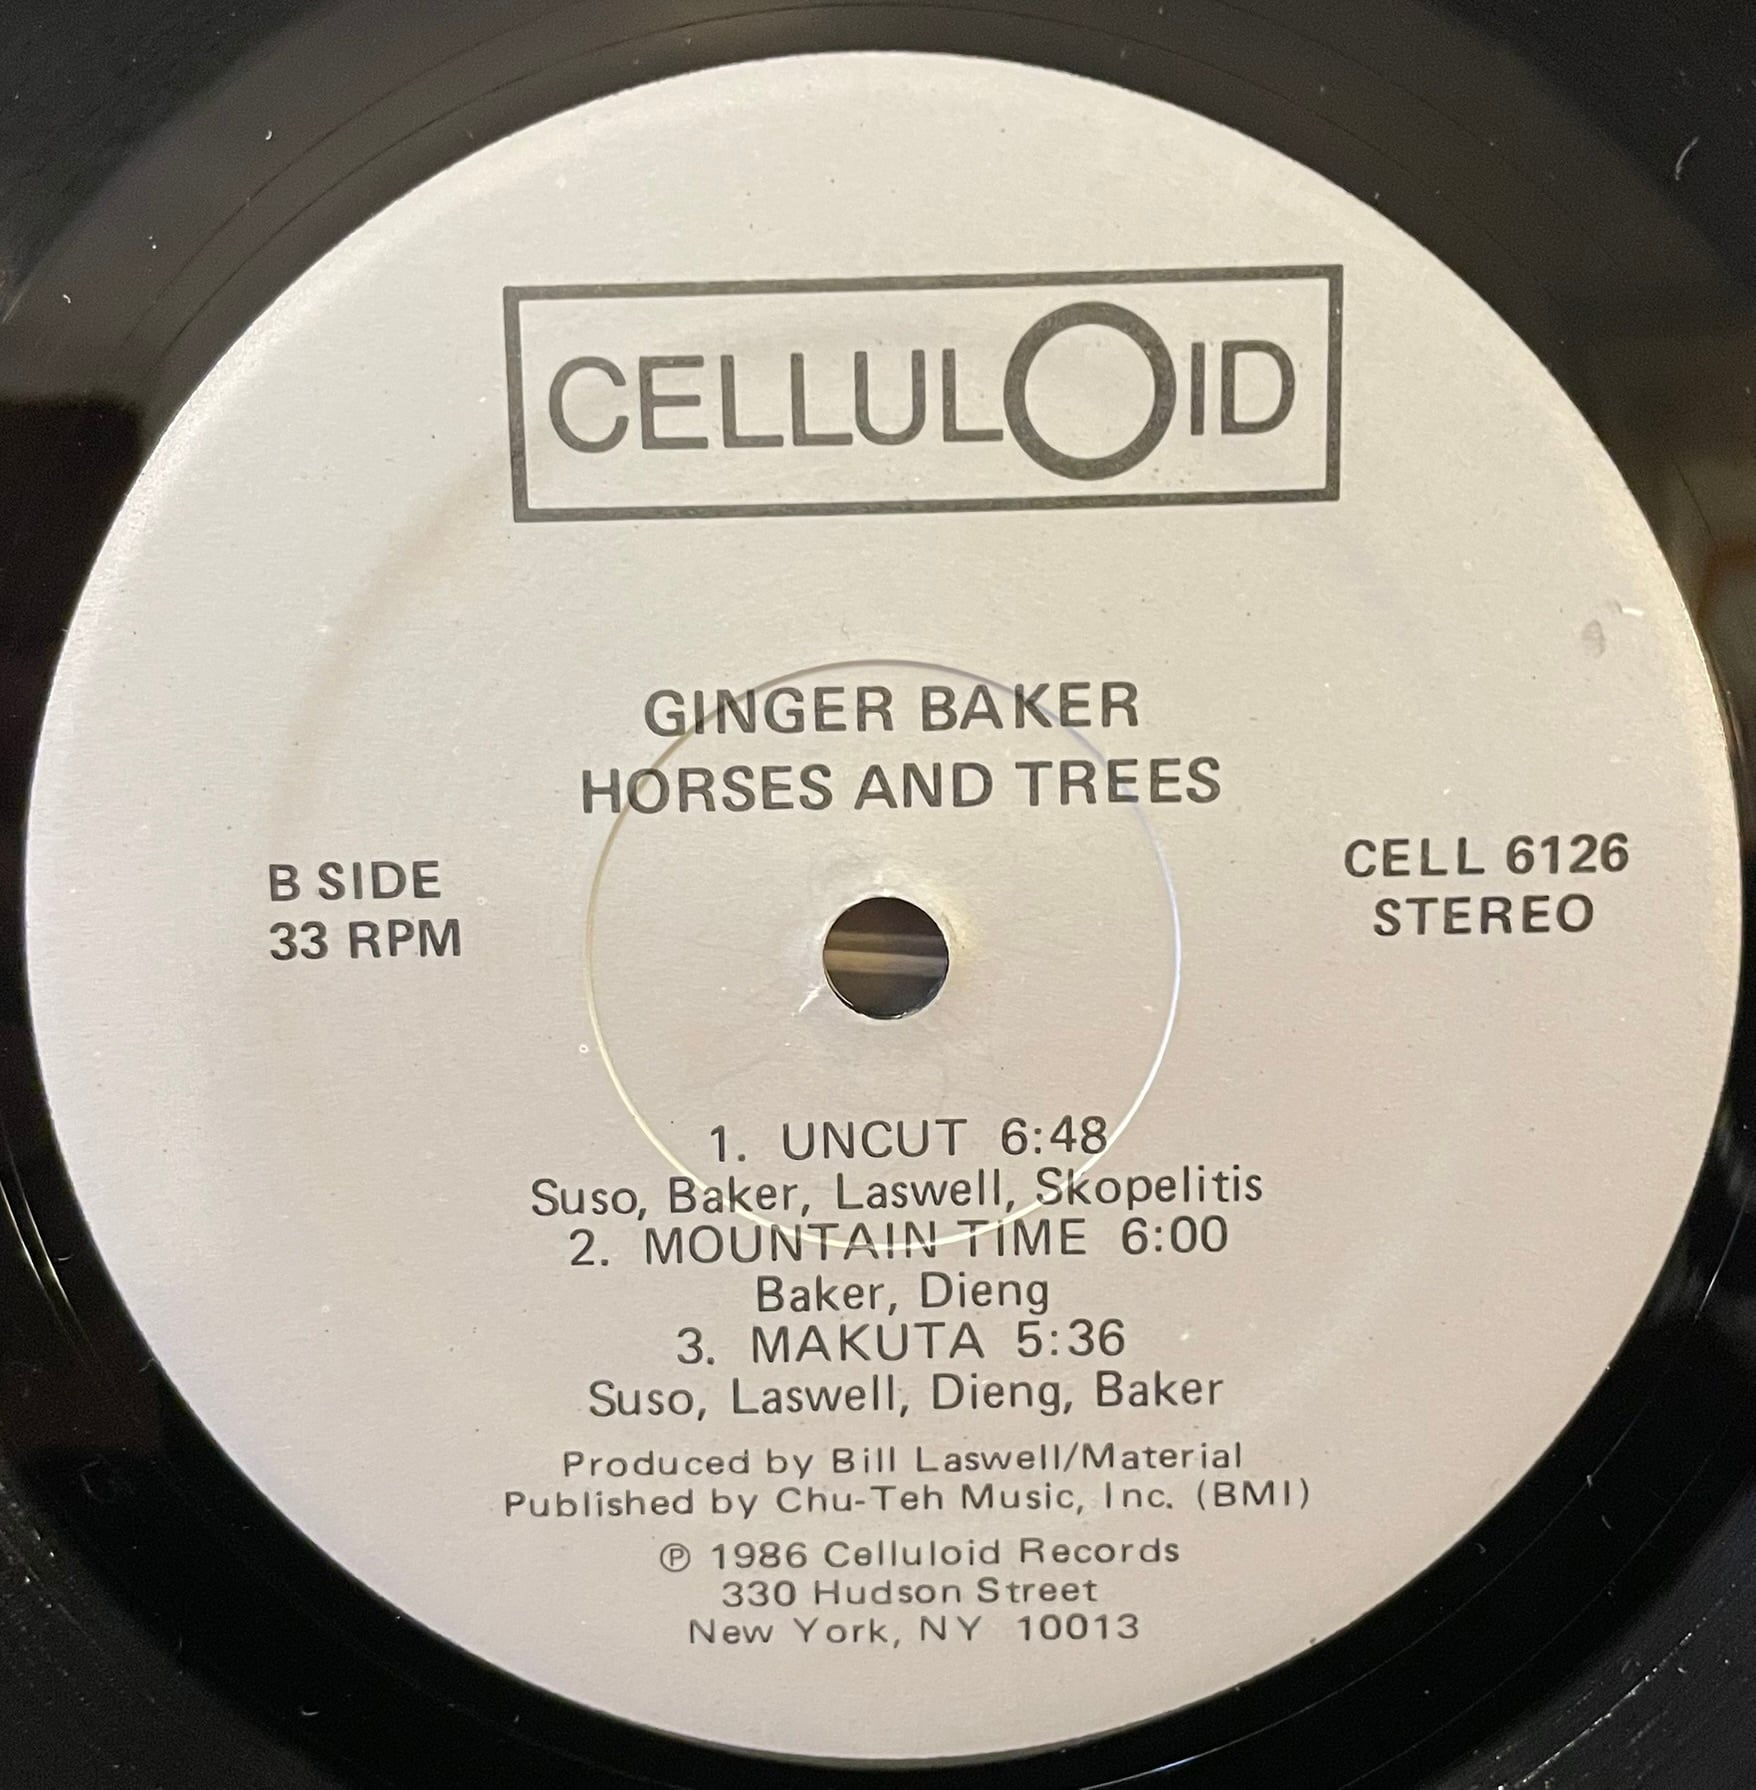 CELLULOID
GINGER BAKER
HORSES AND TREES
B SIDE
33 RPM
CELL 6126
STEREO
1. UNCUT 6:48
Suso, Baker, Laswell, Skopelitis
2. MOUNTAIN TIME 6:00
Baker, Dieng
3. MAKUTA 5:36
Suso, Laswell, Dieng, Baker
Produced by Bill Laswell/Material
Published by Chu-Teh Music, Inc. (BMI)
℗ 1986 Celluloid Records
330 Hudson Street
New York, NY 10013